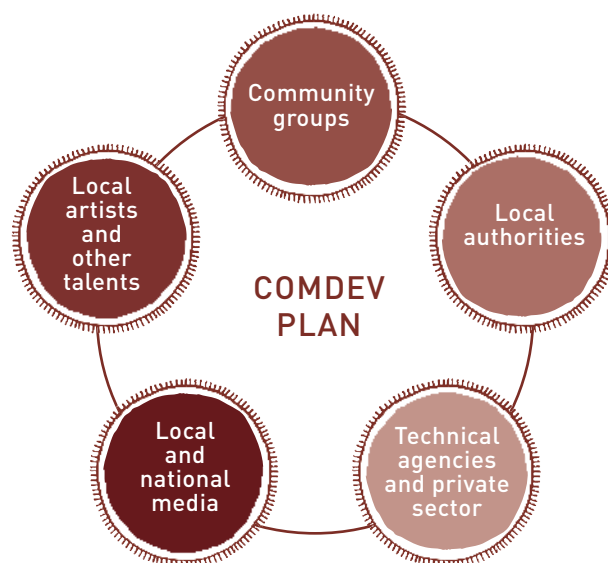 Community
groups
Local
authorities
Technical
agencies
and private
sector
Local
and
national
media
Local
artists
and
other
talents
COMDEV
PLAN